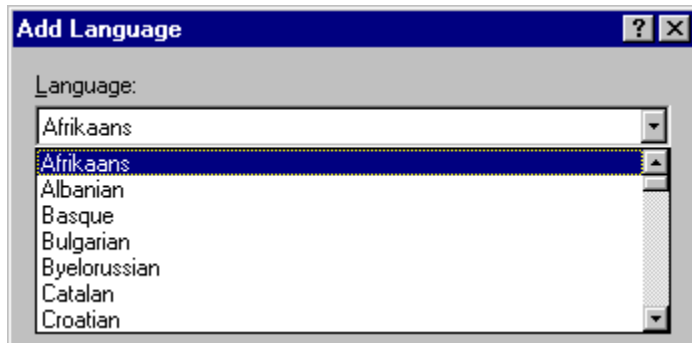 Add Language
?
Language:
Afrikaans
Afrikaans
Albanian
Basque
Bulgarian
Byelorussian
Catalan
Croatian